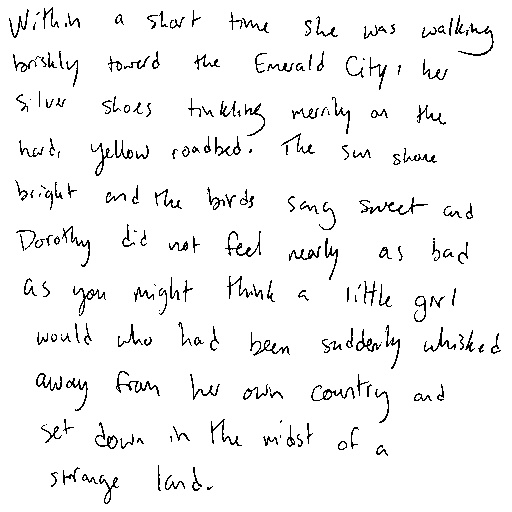 Within a short time she was walking
briskly toward the Emerald City, her
Silver shoes tinkling merrily on the
hard, yellow roadbed. The sun shone
bright and the birds sang sweet and
Dorothy did not feel nearly as bad
as you might think a little girl
would who had been suddenly whisked
away from her own country and
set down in the midst of a
strange land.